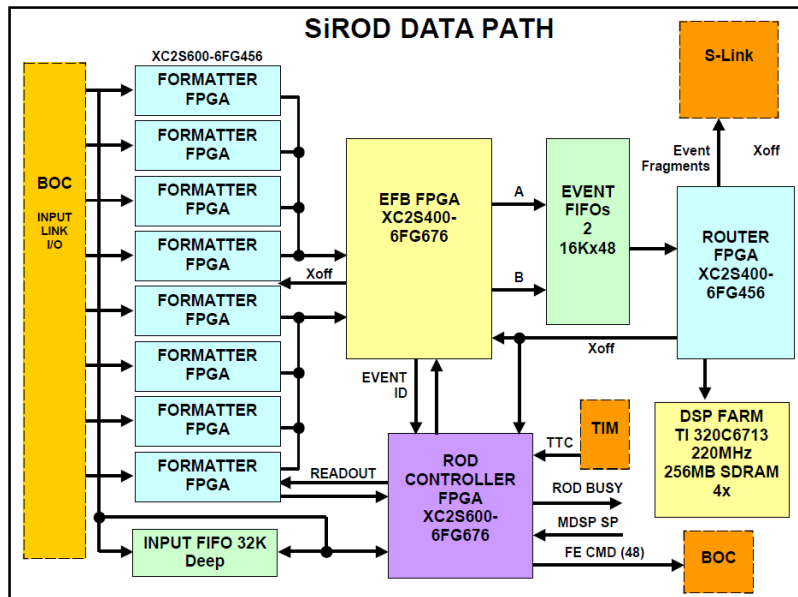 SiROD DATA PATH
XC2S600-6FG456
BOC
INPUT
LINK
I/O
FORMATTER
FPGA
FORMATTER
FPGA
FORMATTER
FPGA
FORMATTER
FPGA
FORMATTER
FPGA
FORMATTER
FPGA
FORMATTER
FPGA
FORMATTER
FPGA
INPUT FIFO 32K
Deep
EFB FPGA
XC2S400-
6FG676
Xoff
A
B
EVENT
FIFOs
2
16Kx48
S-Link
Event
Fragments
Xoff
ROUTER
FPGA
XC2S400-
6FG456
Xoff
EVENT
ID
READOUT
ROD
CONTROLLER
FPGA
XC2S600-
6FG676
TTC
TIM
ROD BUSY
MDSP SP
FE CMD (48)
BOC
DSP FARM
TI 320C6713
220MHz
256MB SDRAM
4x